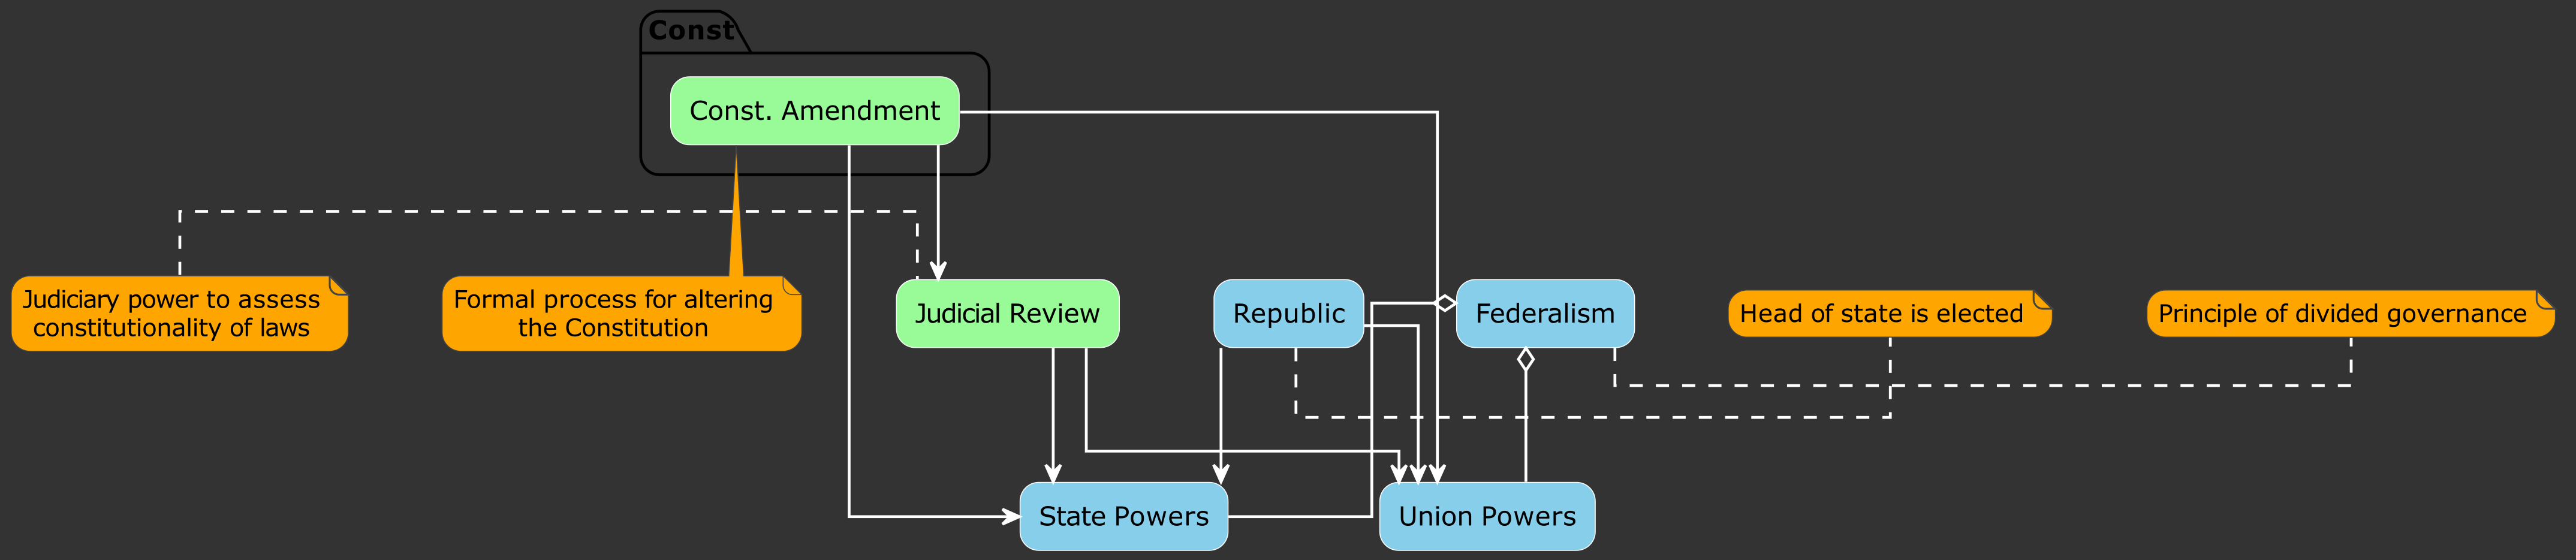 Const
Const. Amendment
Judiciary power to assess
constitutionality of laws
Formal process for altering
the Constitution
Judicial Review
Republic
Federalism
Head of state is elected
Principle of divided governance
State Powers
Union Powers